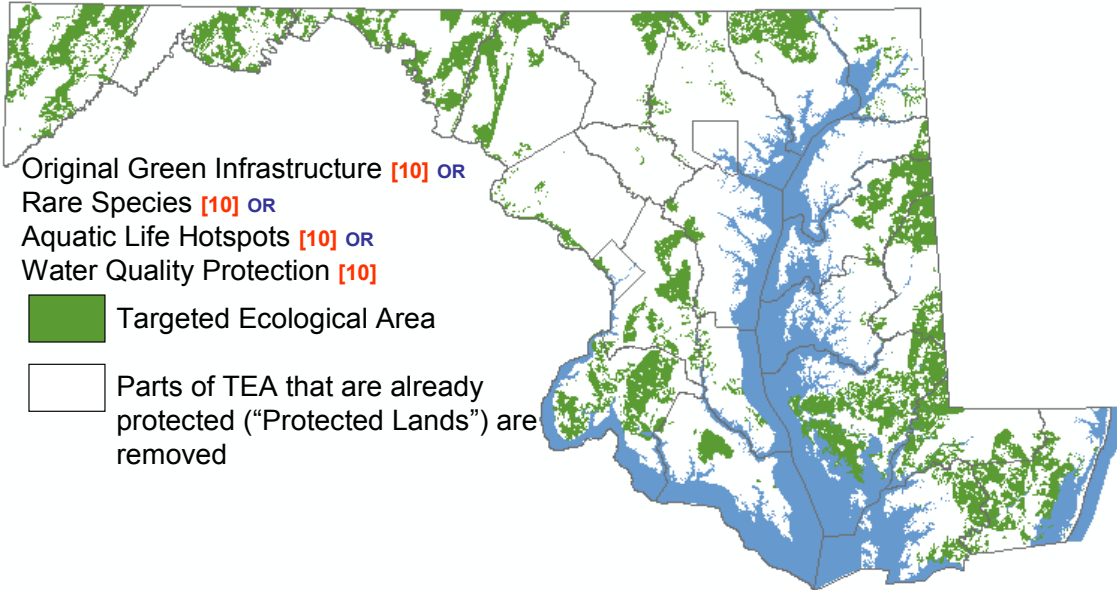 Original Green Infrastructure [10] OR
Rare Species [10] OR
Aquatic Life Hotspots [10] OR
Water Quality Protection [10]
Targeted Ecological Area
Parts of TEA that are already
protected (“Protected Lands”) are
removed